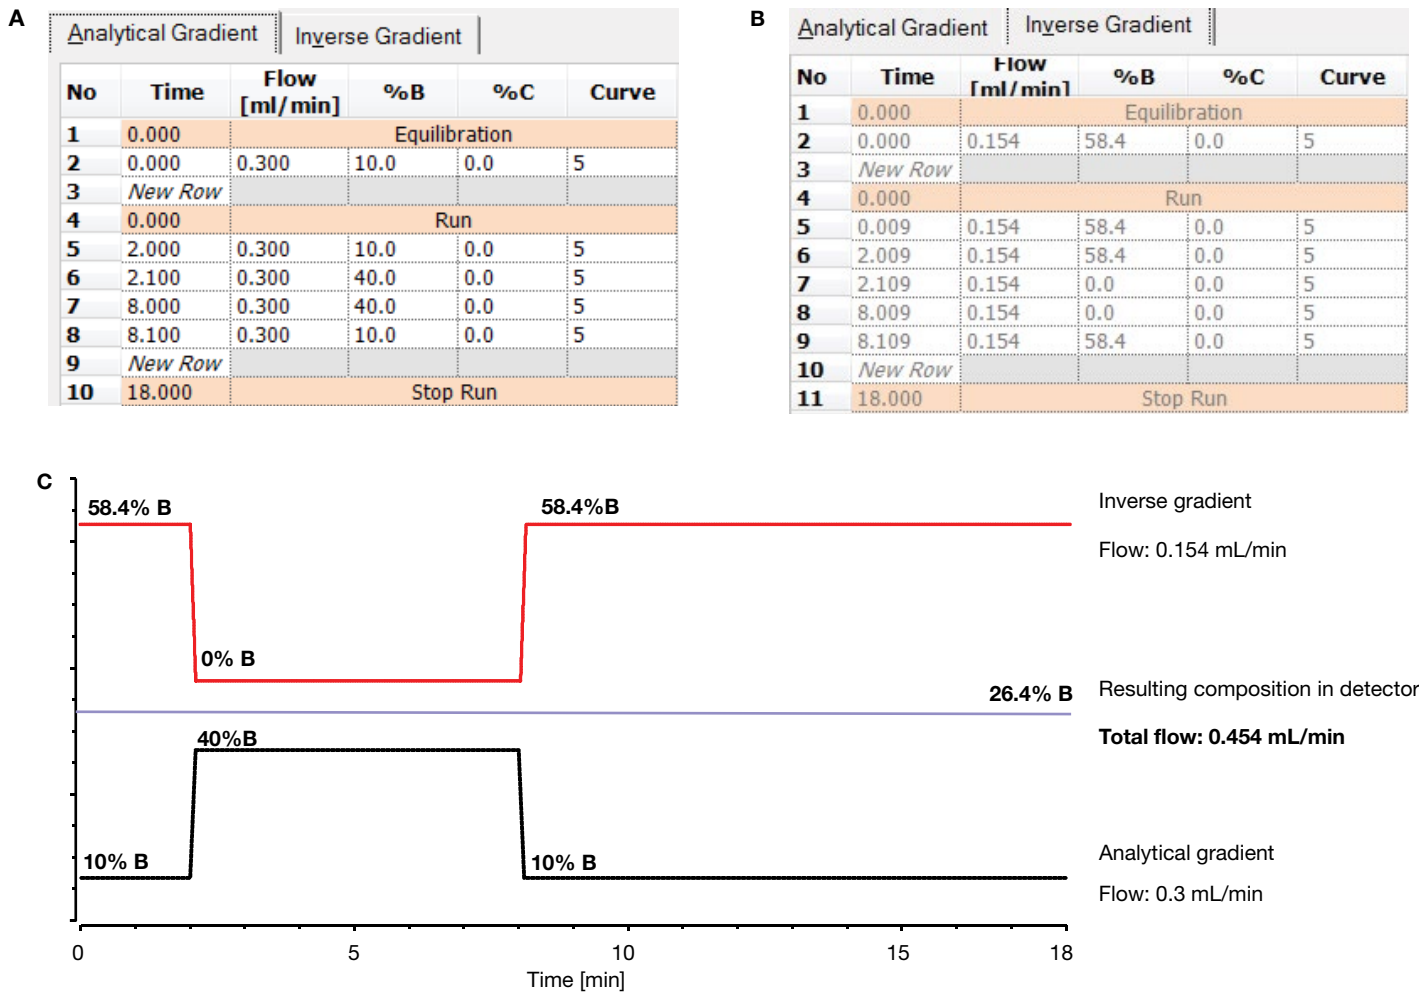 A
Analytical Gradient
Inverse Gradient
No Time Flow [ml/min] %B %C Curve
1 0.000 Equilibration
2 0.000 0.300 10.0 0.0 5
3 New Row
4 0.000 Run
5 2.000 0.300 10.0 0.0 5
6 2.100 0.300 40.0 0.0 5
7 8.000 0.300 40.0 0.0 5
8 8.100 0.300 10.0 0.0 5
9 New Row
10 18.000 Stop Run
B
Analytical Gradient
Inverse Gradient
No Time Flow [ml/min] %B %C Curve
1 0.000 Equilibration
2 0.000 0.154 58.4 0.0 5
3 New Row
4 0.000 Run
5 0.009 0.154 58.4 0.0 5
6 2.009 0.154 58.4 0.0 5
7 2.109 0.154 0.0 0.0 5
8 8.009 0.154 0.0 0.0 5
9 8.109 0.154 58.4 0.0 5
10 New Row
11 18.000 Stop Run
C
58.4% B
58.4%B
Inverse gradient
Flow: 0.154 mL/min
0% B
26.4% B
Resulting composition in detector
Total flow: 0.454 mL/min
40%B
10% B
10% B
Analytical gradient
Flow: 0.3 mL/min
0 5 10 15 18
Time [min]